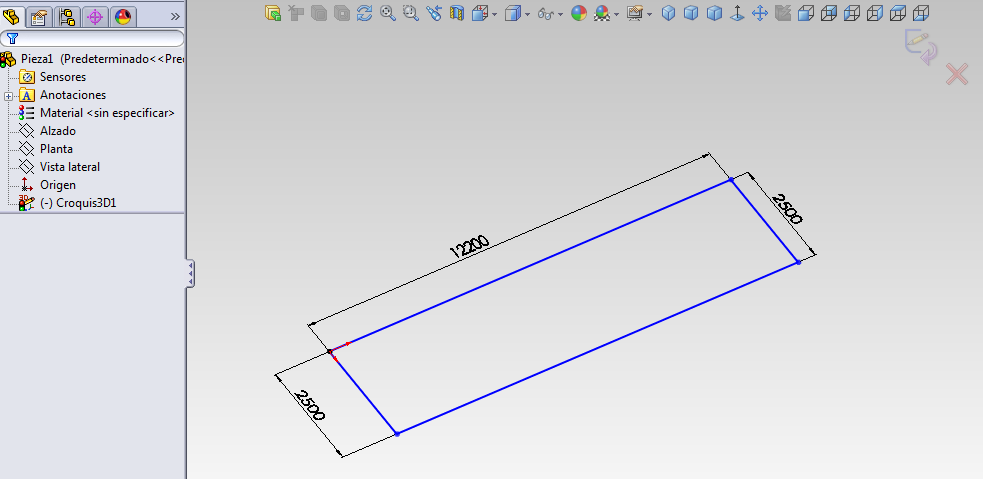 Pieza1 (Predeterminado<<Pre
Sensores
Anotaciones
Material <sin especificar>
Alzado
Planta
Vista lateral
Origen
(-) Croquis3D1
12200
2500
2500